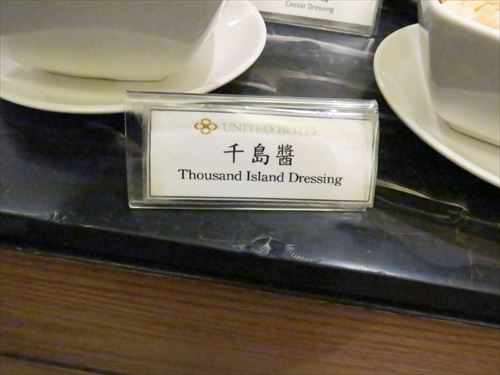 Caesar Dressing
UNITED HOTEL
千島醬
Thousand Island Dressing